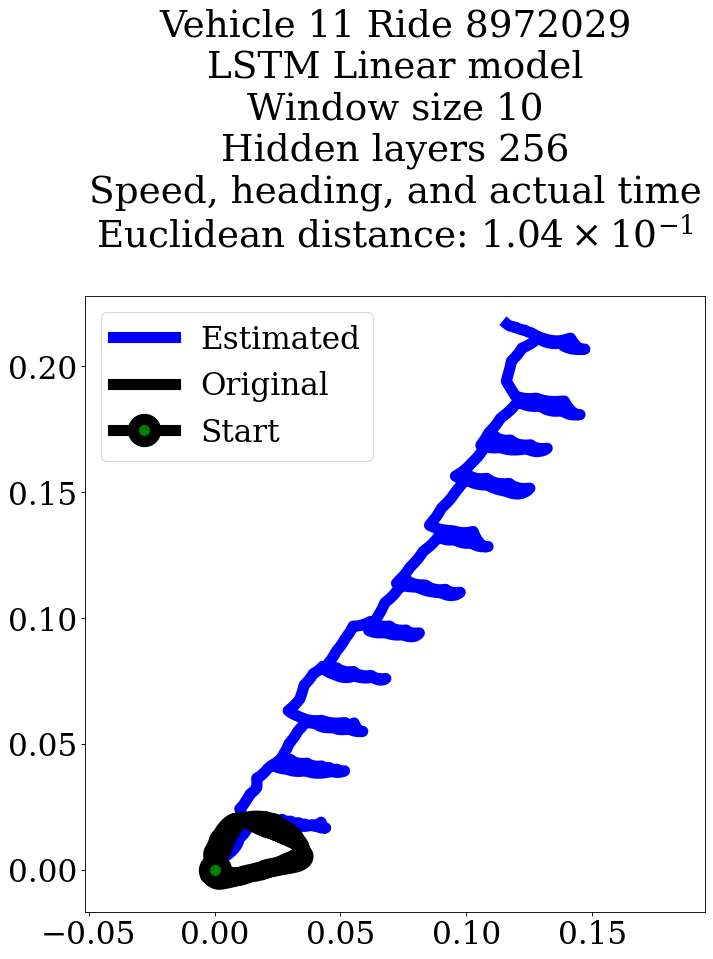 Vehicle 11 Ride 8972029
LSTM Linear model
Window size 10
Hidden layers 256
Speed, heading, and actual time
Euclidean distance: 1.04 × 10⁻¹
Estimated
Original
Start
0.20
0.15
0.10
0.05
0.00
−0.05 0.00 0.05 0.10 0.15